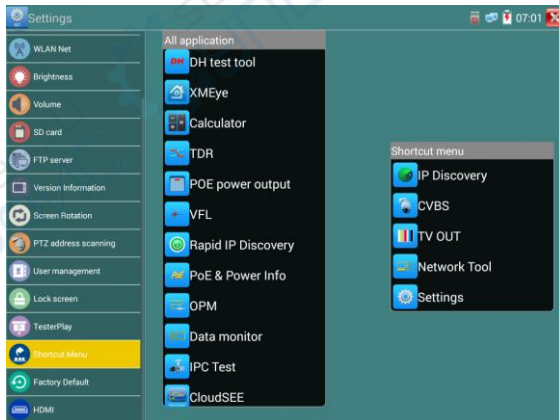 Settings
07:01
WLAN Net
Brightness
Volume
SD card
FTP server
Version Information
Screen Rotation
PTZ address scanning
User management
Lock screen
TesterPlay
Shortcut Menu
Factory Default
HDMI
All application
DH DH test tool
XMEye
Calculator
TDR
POE power output
VFL
Rapid IP Discovery
PoE & Power Info
OPM
Data monitor
IPC Test
CloudSEE
Shortcut menu
IP Discovery
CVBS
TV OUT
Network Tool
Settings